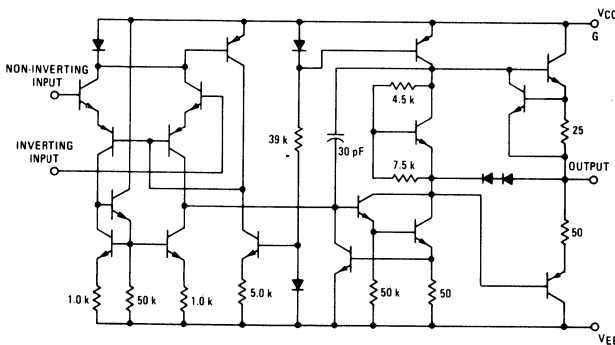 VCC
G
NON-INVERTING
INPUT
4.5 k
25
39 k
30 pF
INVERTING
INPUT
7.5 k
OUTPUT
50
1.0 k
50 k
1.0 k
5.0 k
50 k
50
VEE